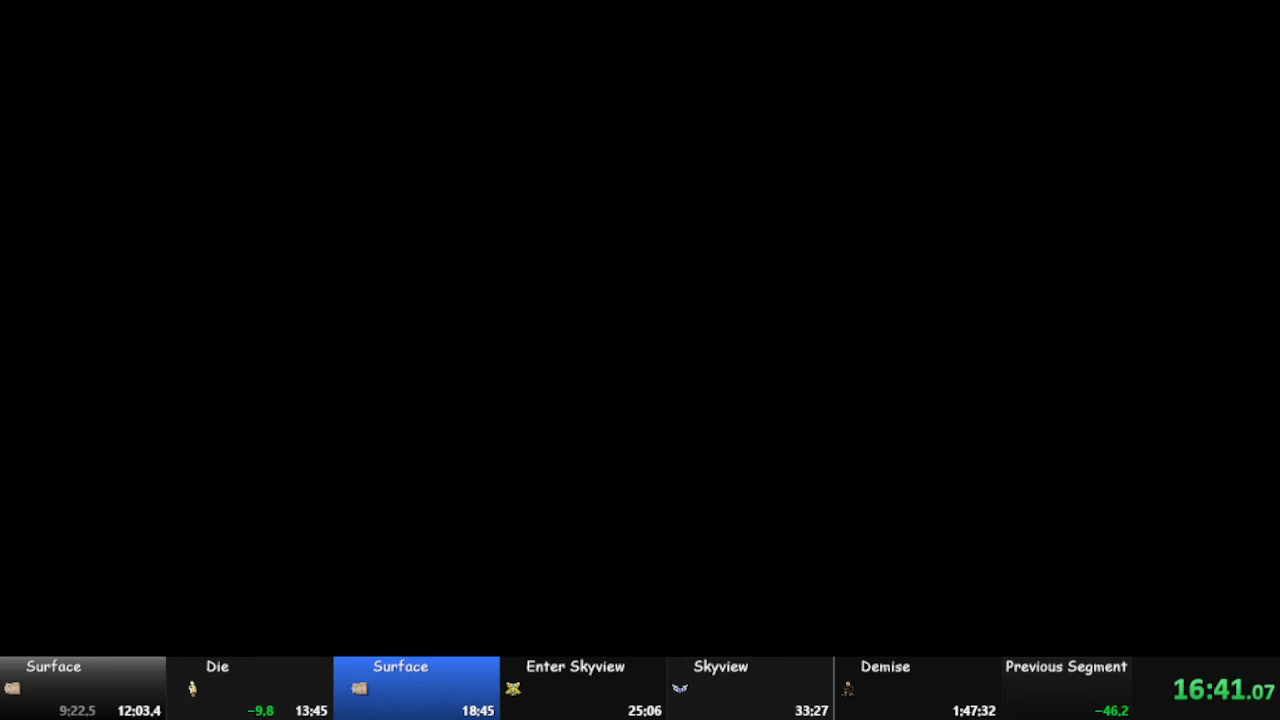 Surface
9:22,5 12:03,4
Die
−9,8 13:45
Surface
18:45
Enter Skyview
25:06
Skyview
33:27
Demise
1:47:32
Previous Segment
−46,2
16:41.07